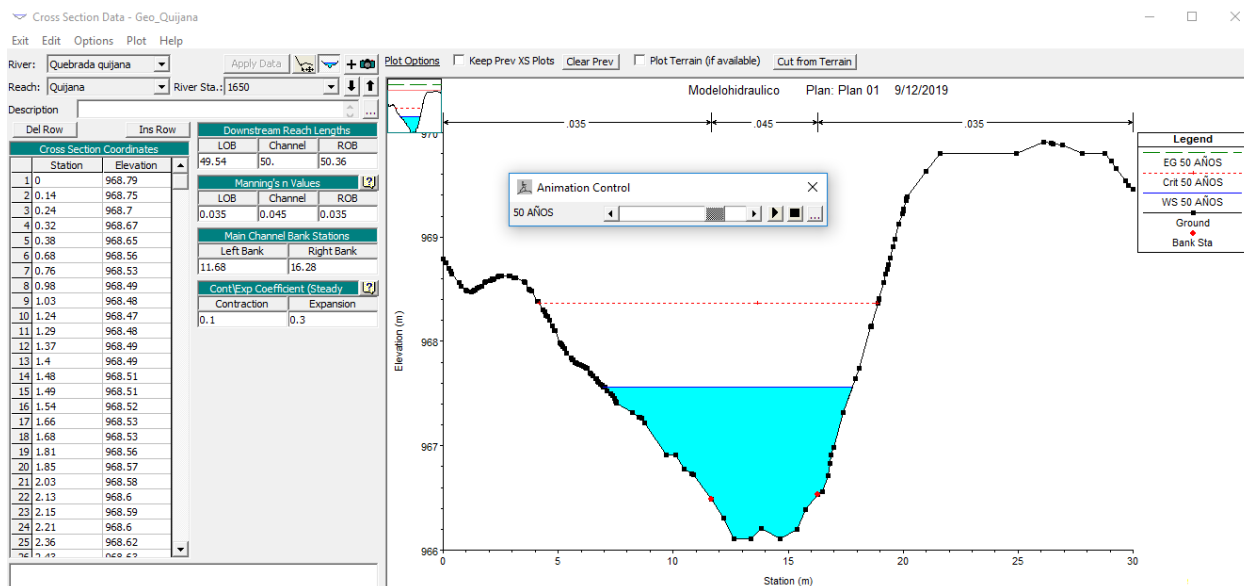 Cross Section Data - Geo_Quijana
Exit Edit Options Plot Help
River: Quebrada quijana Apply Data
Reach: Quijana River Sta.: 1650
Description ...
Del Row Ins Row
Cross Section Coordinates
Station Elevation
1 0 968.79
2 0.14 968.75
3 0.24 968.7
4 0.32 968.67
5 0.38 968.65
6 0.68 968.56
7 0.76 968.53
8 0.98 968.49
9 1.03 968.48
10 1.24 968.47
11 1.29 968.48
12 1.37 968.49
13 1.4 968.49
14 1.48 968.51
15 1.49 968.51
16 1.54 968.52
17 1.66 968.53
18 1.68 968.53
19 1.81 968.56
20 1.85 968.57
21 2.03 968.58
22 2.13 968.6
23 2.15 968.59
24 2.21 968.6
25 2.36 968.62
26 2.43 968.63
Downstream Reach Lengths
LOB Channel ROB
49.54 50. 50.36
Manning's n Values ?
LOB Channel ROB
0.035 0.045 0.035
Main Channel Bank Stations
Left Bank Right Bank
11.68 16.28
Cont\Exp Coefficient (Steady ?
Contraction Expansion
0.1 0.3
Plot Options Keep Prev XS Plots Clear Prev Plot Terrain (if available) Cut from Terrain
Modelohidraulico Plan: Plan 01 9/12/2019
.035 .045 .035
Animation Control
50 AÑOS ...
970
969
968
967
966
Elevation (m)
0 5 10 15 20 25 30
Station (m)
Legend
EG 50 AÑOS
Crit 50 AÑOS
WS 50 AÑOS
Ground
Bank Sta